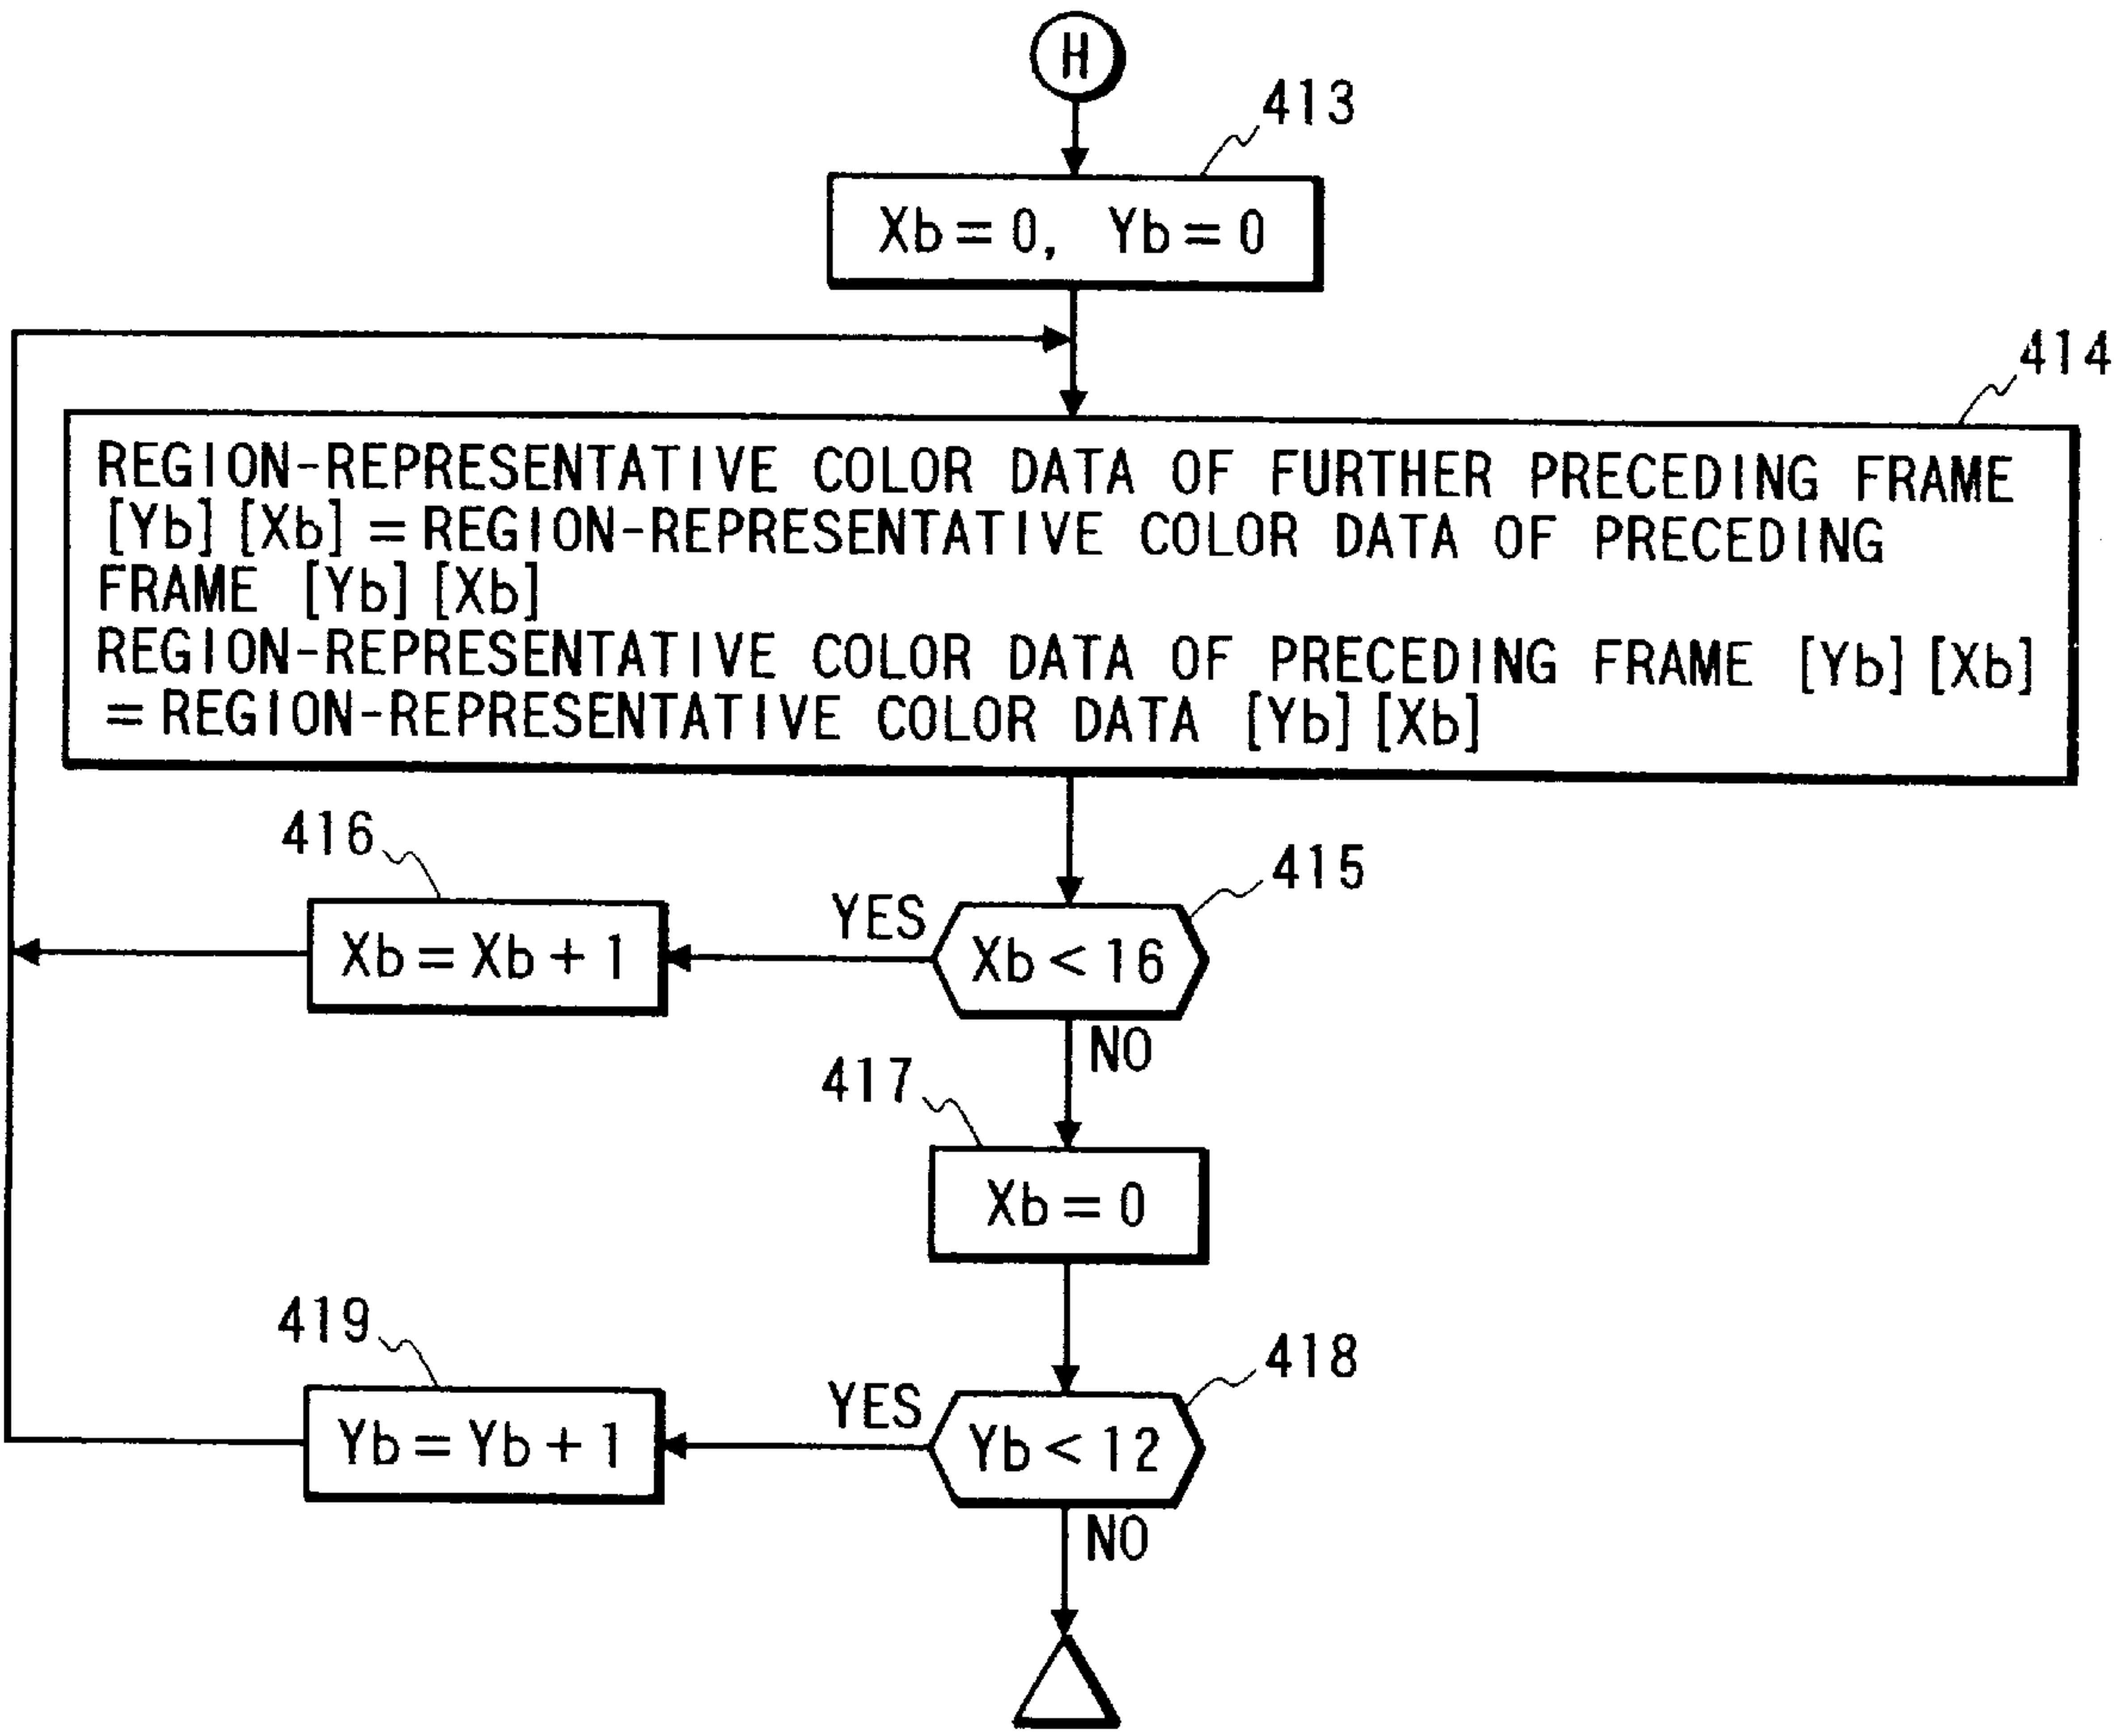 H
413
Xb=0, Yb=0
414
REGION-REPRESENTATIVE COLOR DATA OF FURTHER PRECEDING FRAME
[Yb][Xb]=REGION-REPRESENTATIVE COLOR DATA OF PRECEDING
FRAME [Yb][Xb]
REGION-REPRESENTATIVE COLOR DATA OF PRECEDING FRAME [Yb][Xb]
=REGION-REPRESENTATIVE COLOR DATA [Yb][Xb]
416
415
YES
Xb=Xb+1
Xb<16
NO
417
Xb=0
419
418
YES
Yb=Yb+1
Yb<12
NO